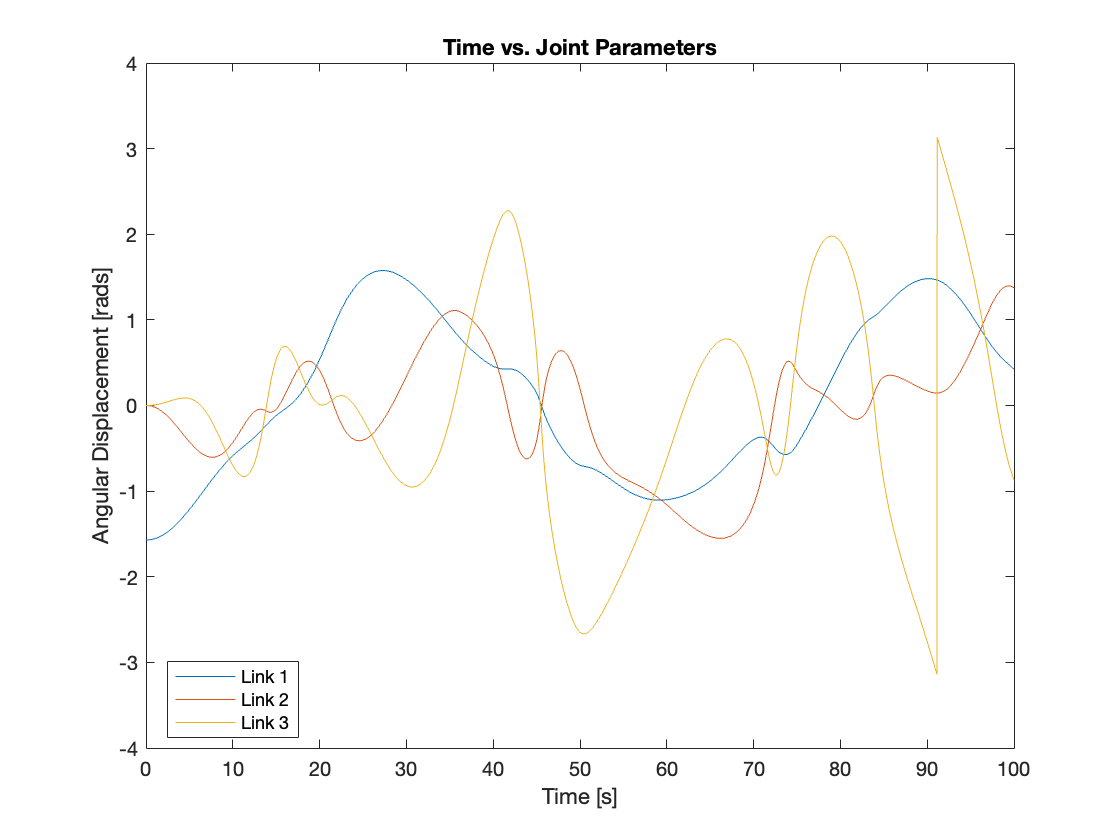 Time vs. Joint Parameters
4
3
2
1
0
-1
-2
-3
-4
Angular Displacement [rads]
Link 1
Link 2
Link 3
0 10 20 30 40 50 60 70 80 90 100
Time [s]